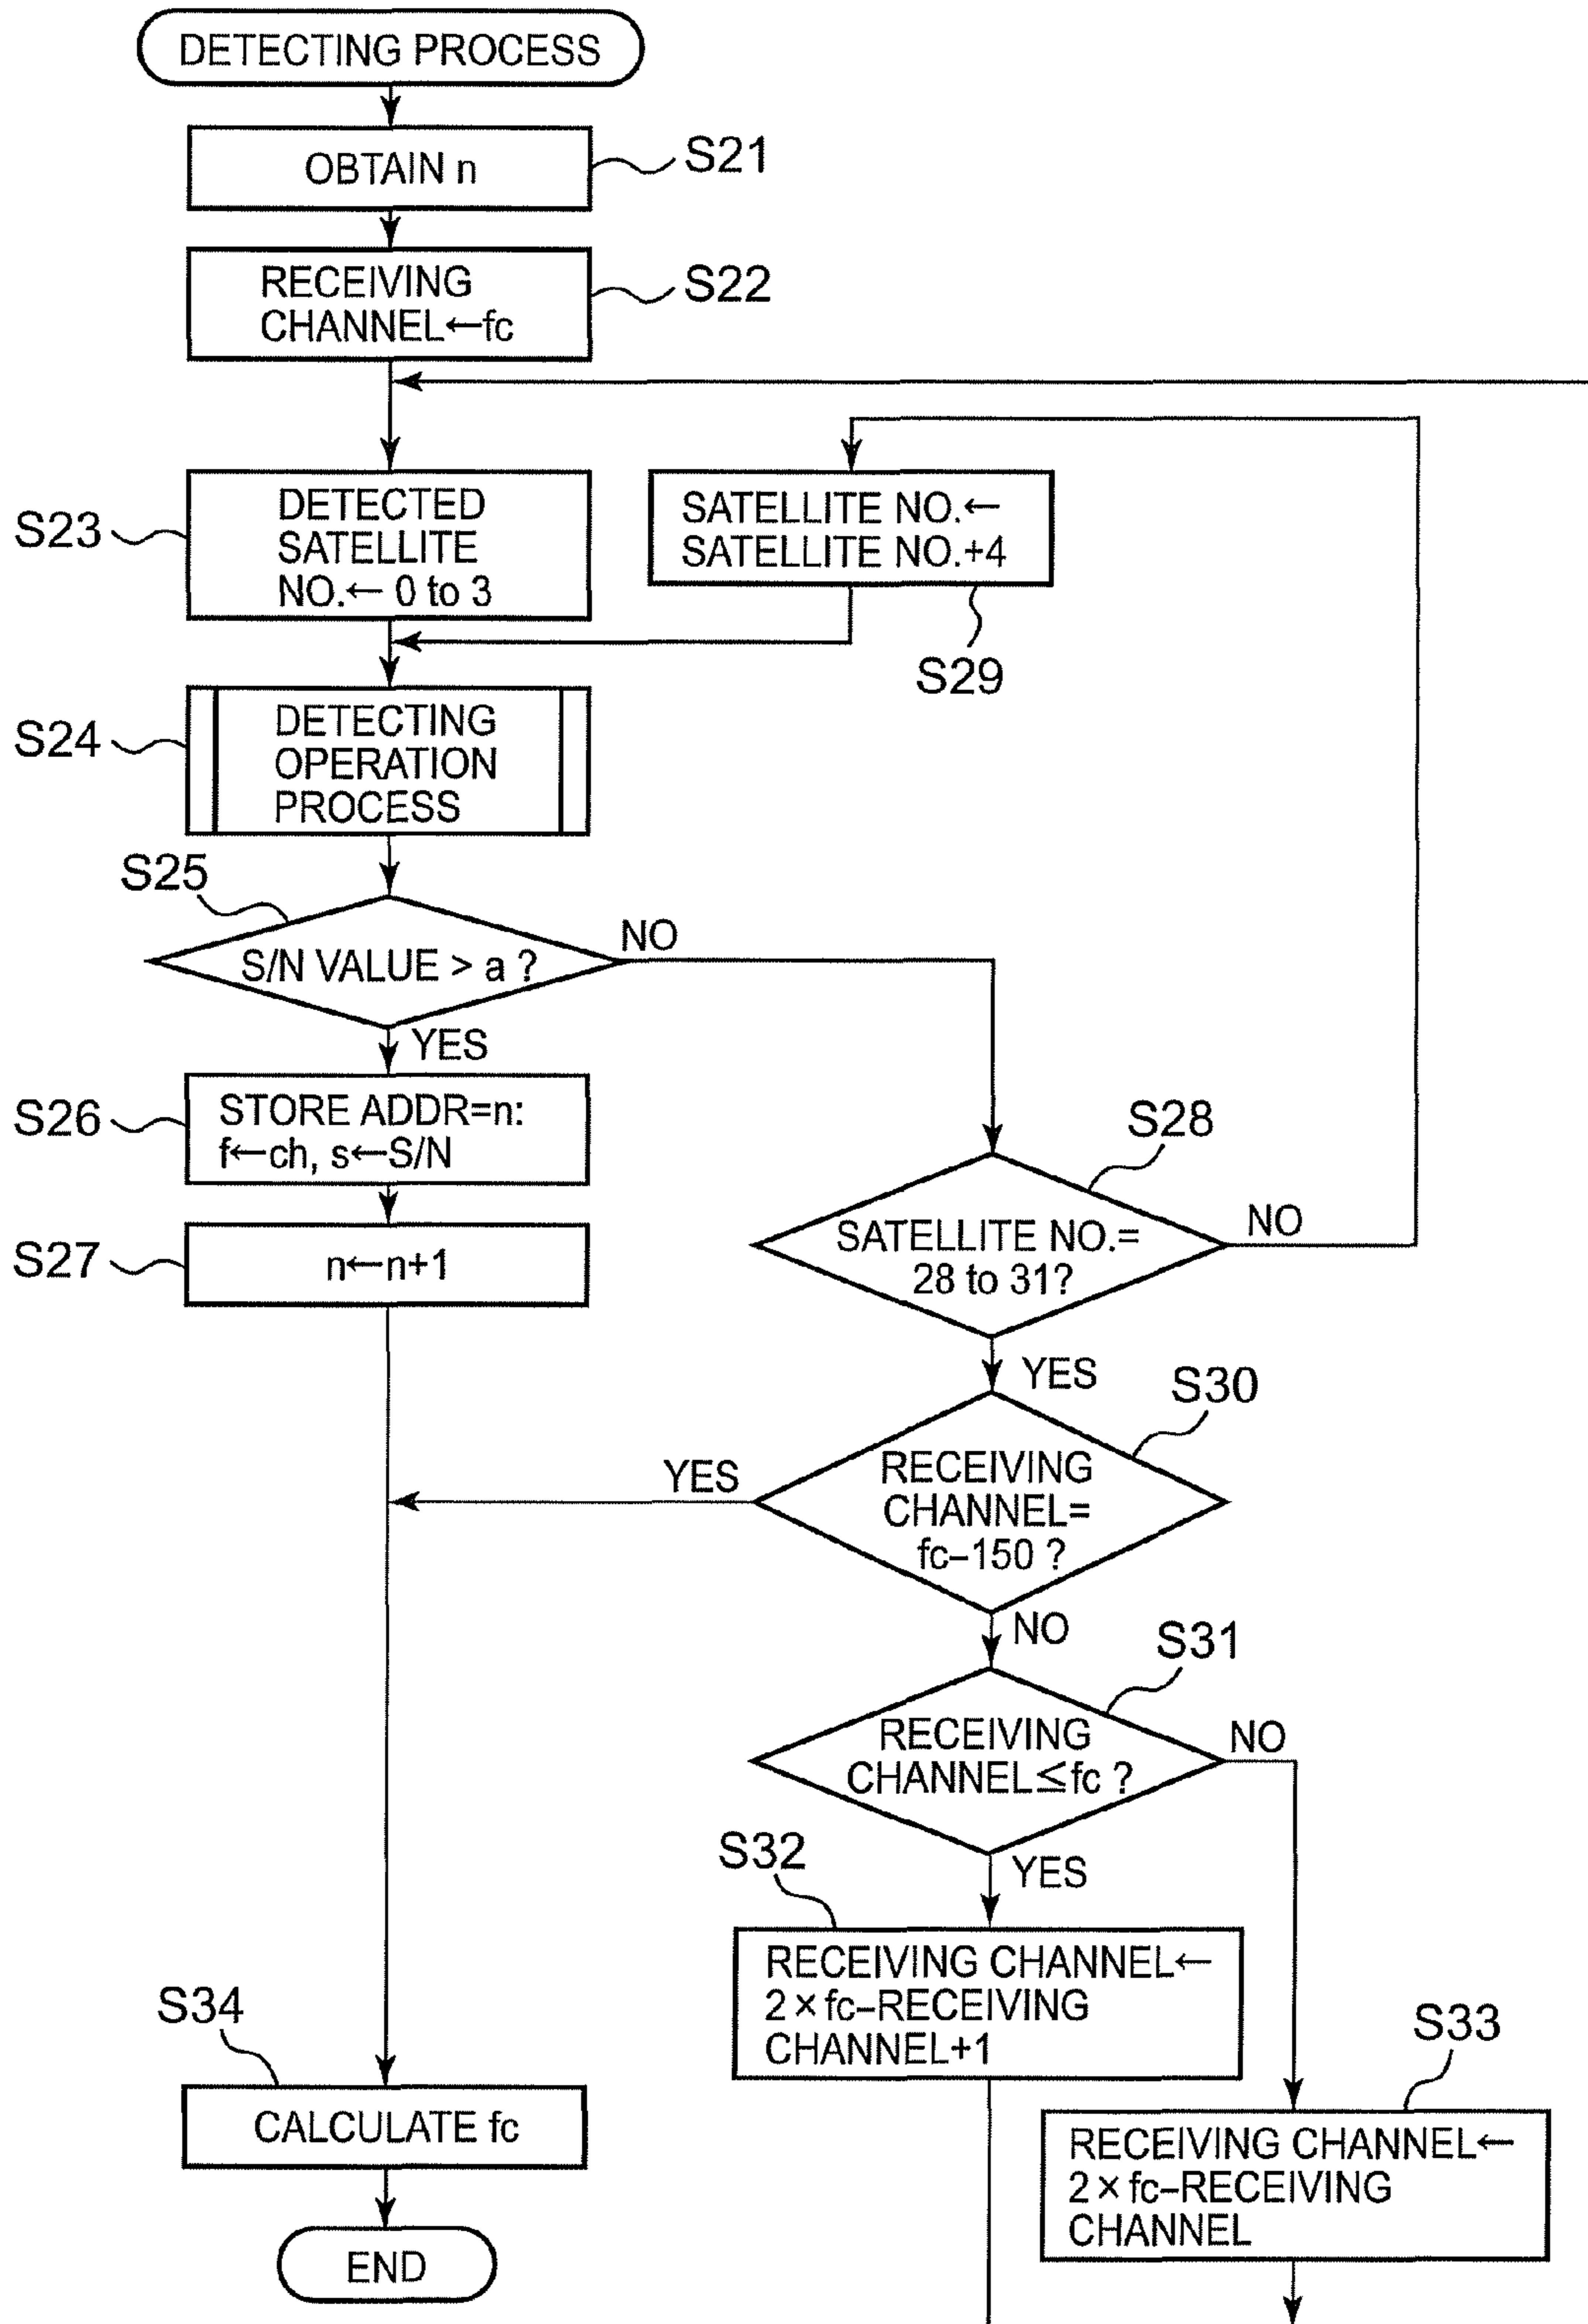 DETECTING PROCESS
OBTAIN n
S21
RECEIVING
CHANNEL←fc
S22
S23
DETECTED
SATELLITE
NO.← 0 to 3
SATELLITE NO.←
SATELLITE NO.+4
S29
S24
DETECTING
OPERATION
PROCESS
S25
S/N VALUE > a ?
NO
YES
S26
STORE ADDR=n:
f←ch, s←S/N
S27
n←n+1
S28
SATELLITE NO.=
28 to 31?
NO
YES
S30
RECEIVING
CHANNEL=
fc–150 ?
YES
NO
S31
RECEIVING
CHANNEL≦fc ?
NO
YES
S32
RECEIVING CHANNEL←
2×fc–RECEIVING
CHANNEL+1
S33
RECEIVING CHANNEL←
2×fc–RECEIVING
CHANNEL
S34
CALCULATE fc
END